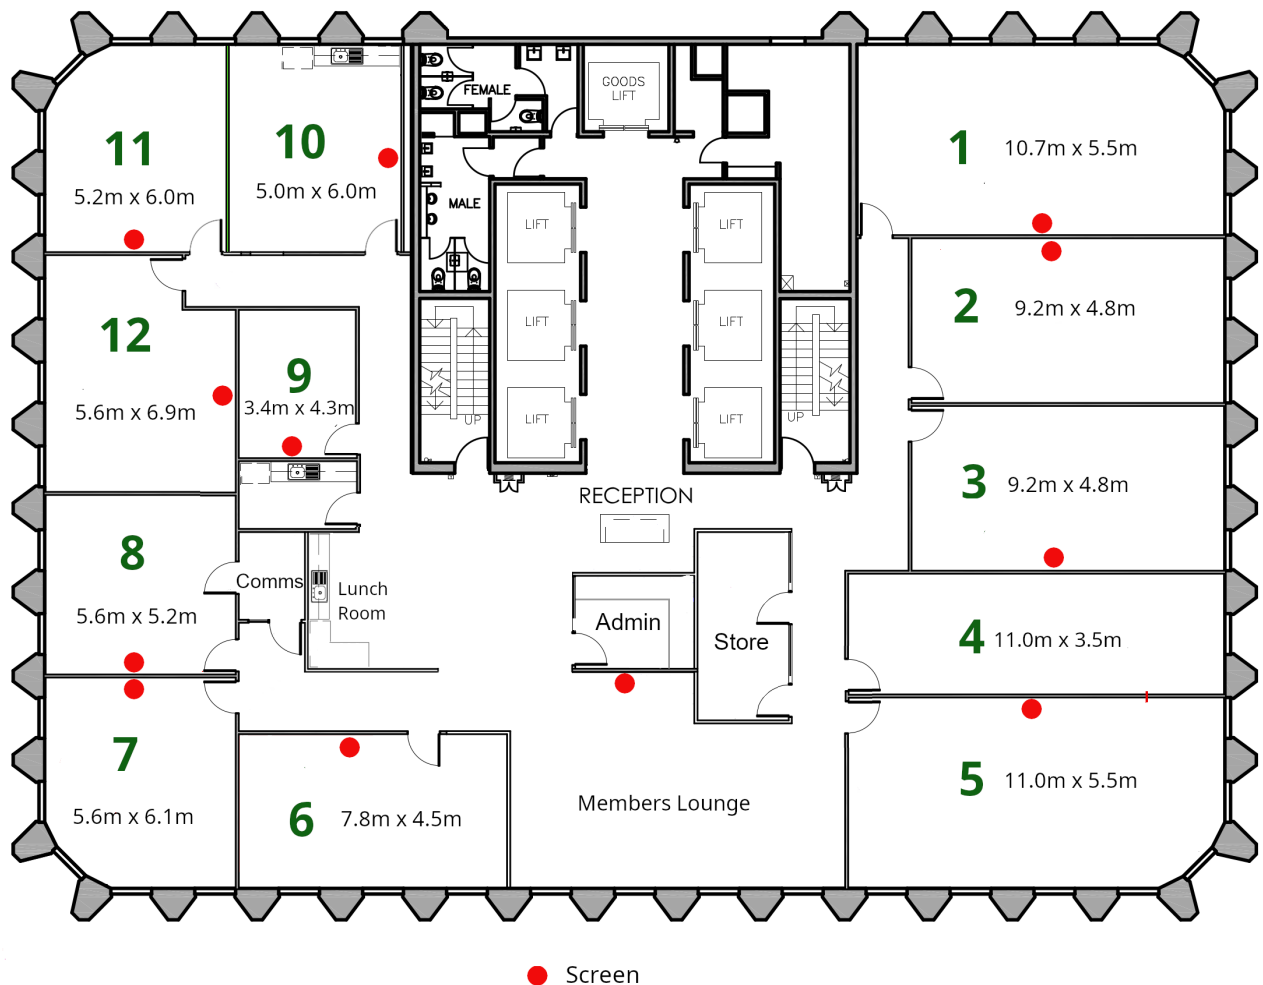 FEMALE
GOODS
LIFT
11
5.2m x 6.0m
10
5.0m x 6.0m
1
10.7m x 5.5m
MALE
LIFT
LIFT
12
5.6m x 6.9m
9
3.4m x 4.3m
LIFT
LIFT
2
9.2m x 4.8m
UP
LIFT
LIFT
UP
3
9.2m x 4.8m
RECEPTION
8
5.6m x 5.2m
Comms
Lunch
Room
Admin
Store
4
11.0m x 3.5m
7
5.6m x 6.1m
6
7.8m x 4.5m
Members Lounge
5
11.0m x 5.5m
Screen